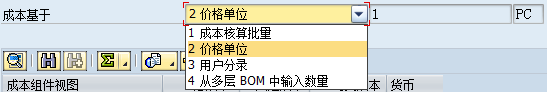 成本基于 2 价格单位 1 PC
1 成本核算批量
2 价格单位
3 用户分录
4 从多层 BOM 中输入数量
成本组件视图 本 货币